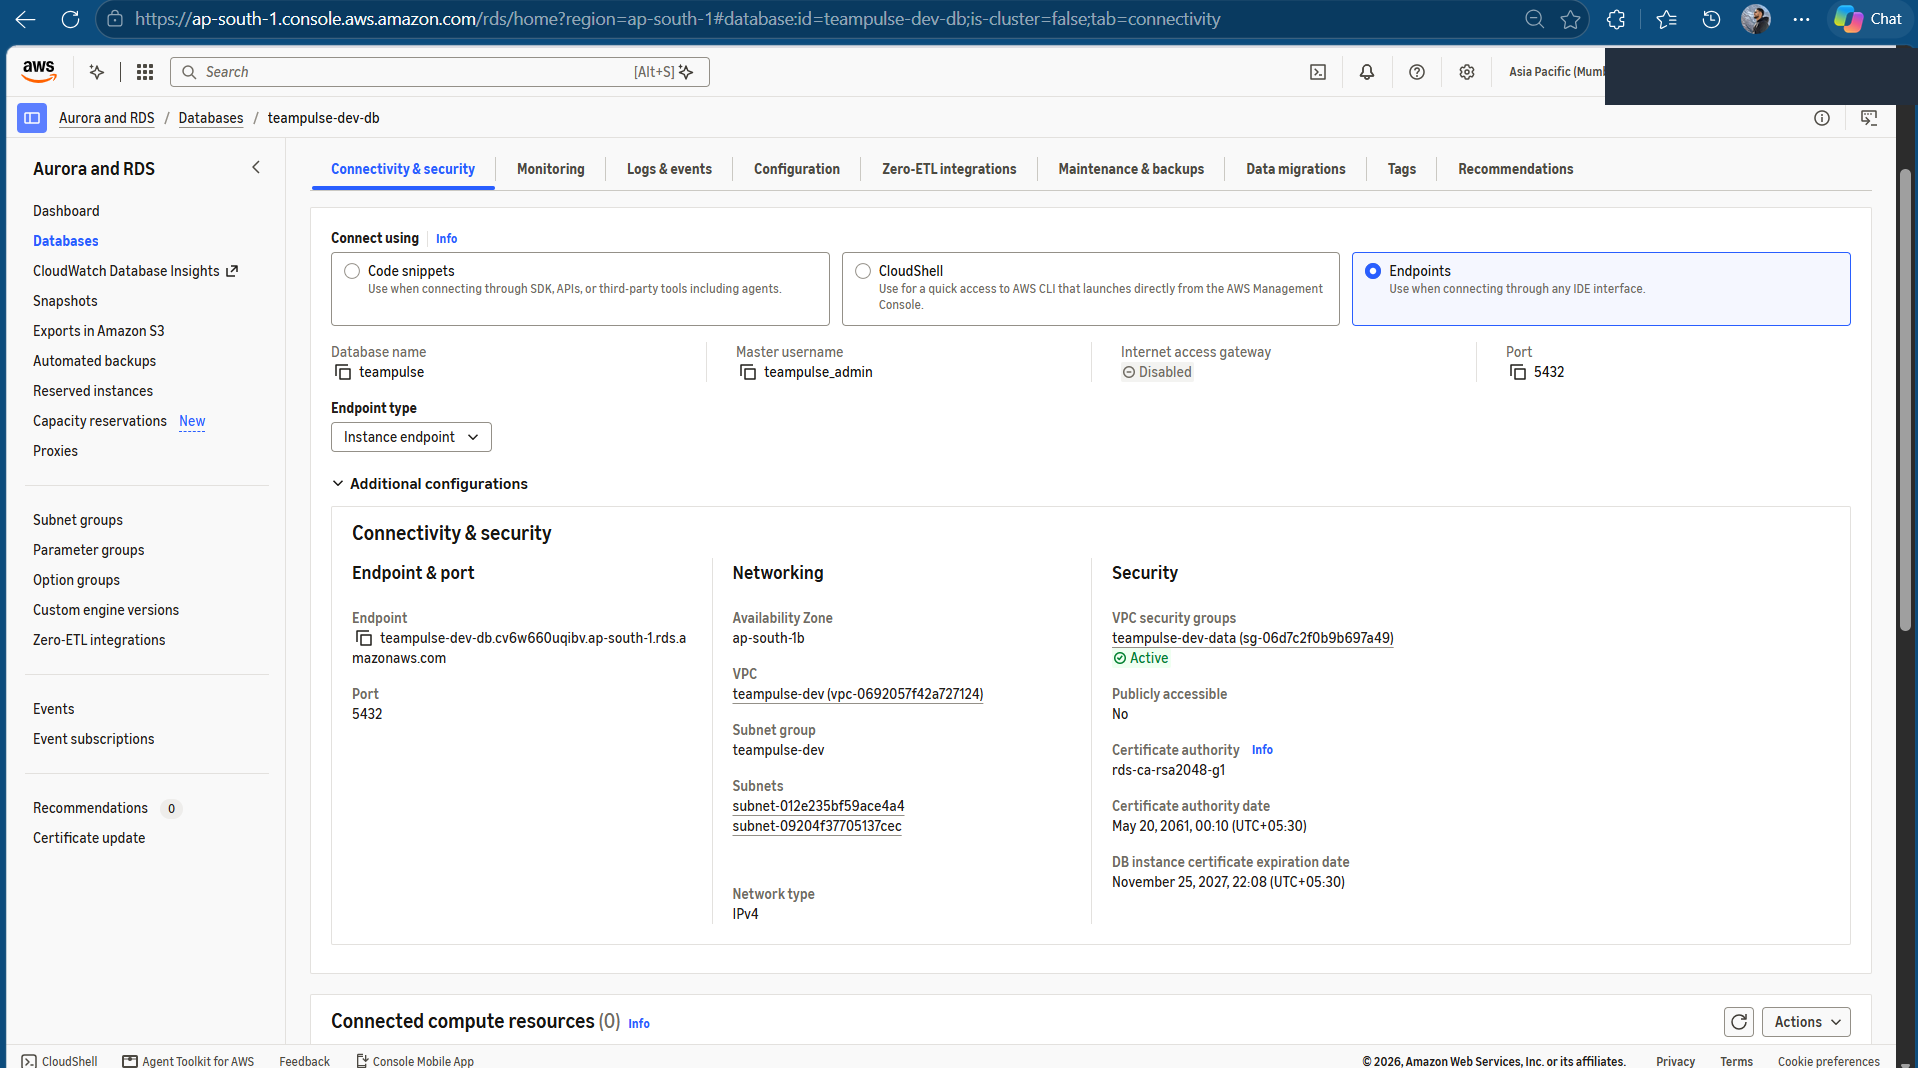 https://ap-south-1.console.aws.amazon.com/rds/home?region=ap-south-1#database:id=teampulse-dev-db;is-cluster=false;tab=connectivity
Chat
aws
Search
[Alt+S]
Asia Pacific (Mum
Aurora and RDS / Databases / teampulse-dev-db
Aurora and RDS
Dashboard
Databases
CloudWatch Database Insights
Snapshots
Exports in Amazon S3
Automated backups
Reserved instances
Capacity reservations New
Proxies
Subnet groups
Parameter groups
Option groups
Custom engine versions
Zero-ETL integrations
Events
Event subscriptions
Recommendations 0
Certificate update
Connectivity & security
Monitoring
Logs & events
Configuration
Zero-ETL integrations
Maintenance & backups
Data migrations
Tags
Recommendations
Connect using Info
Code snippets
Use when connecting through SDK, APIs, or third-party tools including agents.
CloudShell
Use for a quick access to AWS CLI that launches directly from the AWS Management
Console.
Endpoints
Use when connecting through any IDE interface.
Database name
teampulse
Master username
teampulse_admin
Internet access gateway
Disabled
Port
5432
Endpoint type
Instance endpoint
Additional configurations
Connectivity & security
Endpoint & port
Endpoint
teampulse-dev-db.cv6w660uqibv.ap-south-1.rds.a
mazonaws.com
Port
5432
Networking
Availability Zone
ap-south-1b
VPC
teampulse-dev (vpc-0692057f42a727124)
Subnet group
teampulse-dev
Subnets
subnet-012e235bf59ace4a4
subnet-09204f37705137cec
Network type
IPv4
Security
VPC security groups
teampulse-dev-data (sg-06d7c2f0b9b697a49)
Active
Publicly accessible
No
Certificate authority Info
rds-ca-rsa2048-g1
Certificate authority date
May 20, 2061, 00:10 (UTC+05:30)
DB instance certificate expiration date
November 25, 2027, 22:08 (UTC+05:30)
Connected compute resources (0) Info
Actions
CloudShell
Agent Toolkit for AWS
Feedback
Console Mobile App
© 2026, Amazon Web Services, Inc. or its affiliates.
Privacy
Terms
Cookie preferences